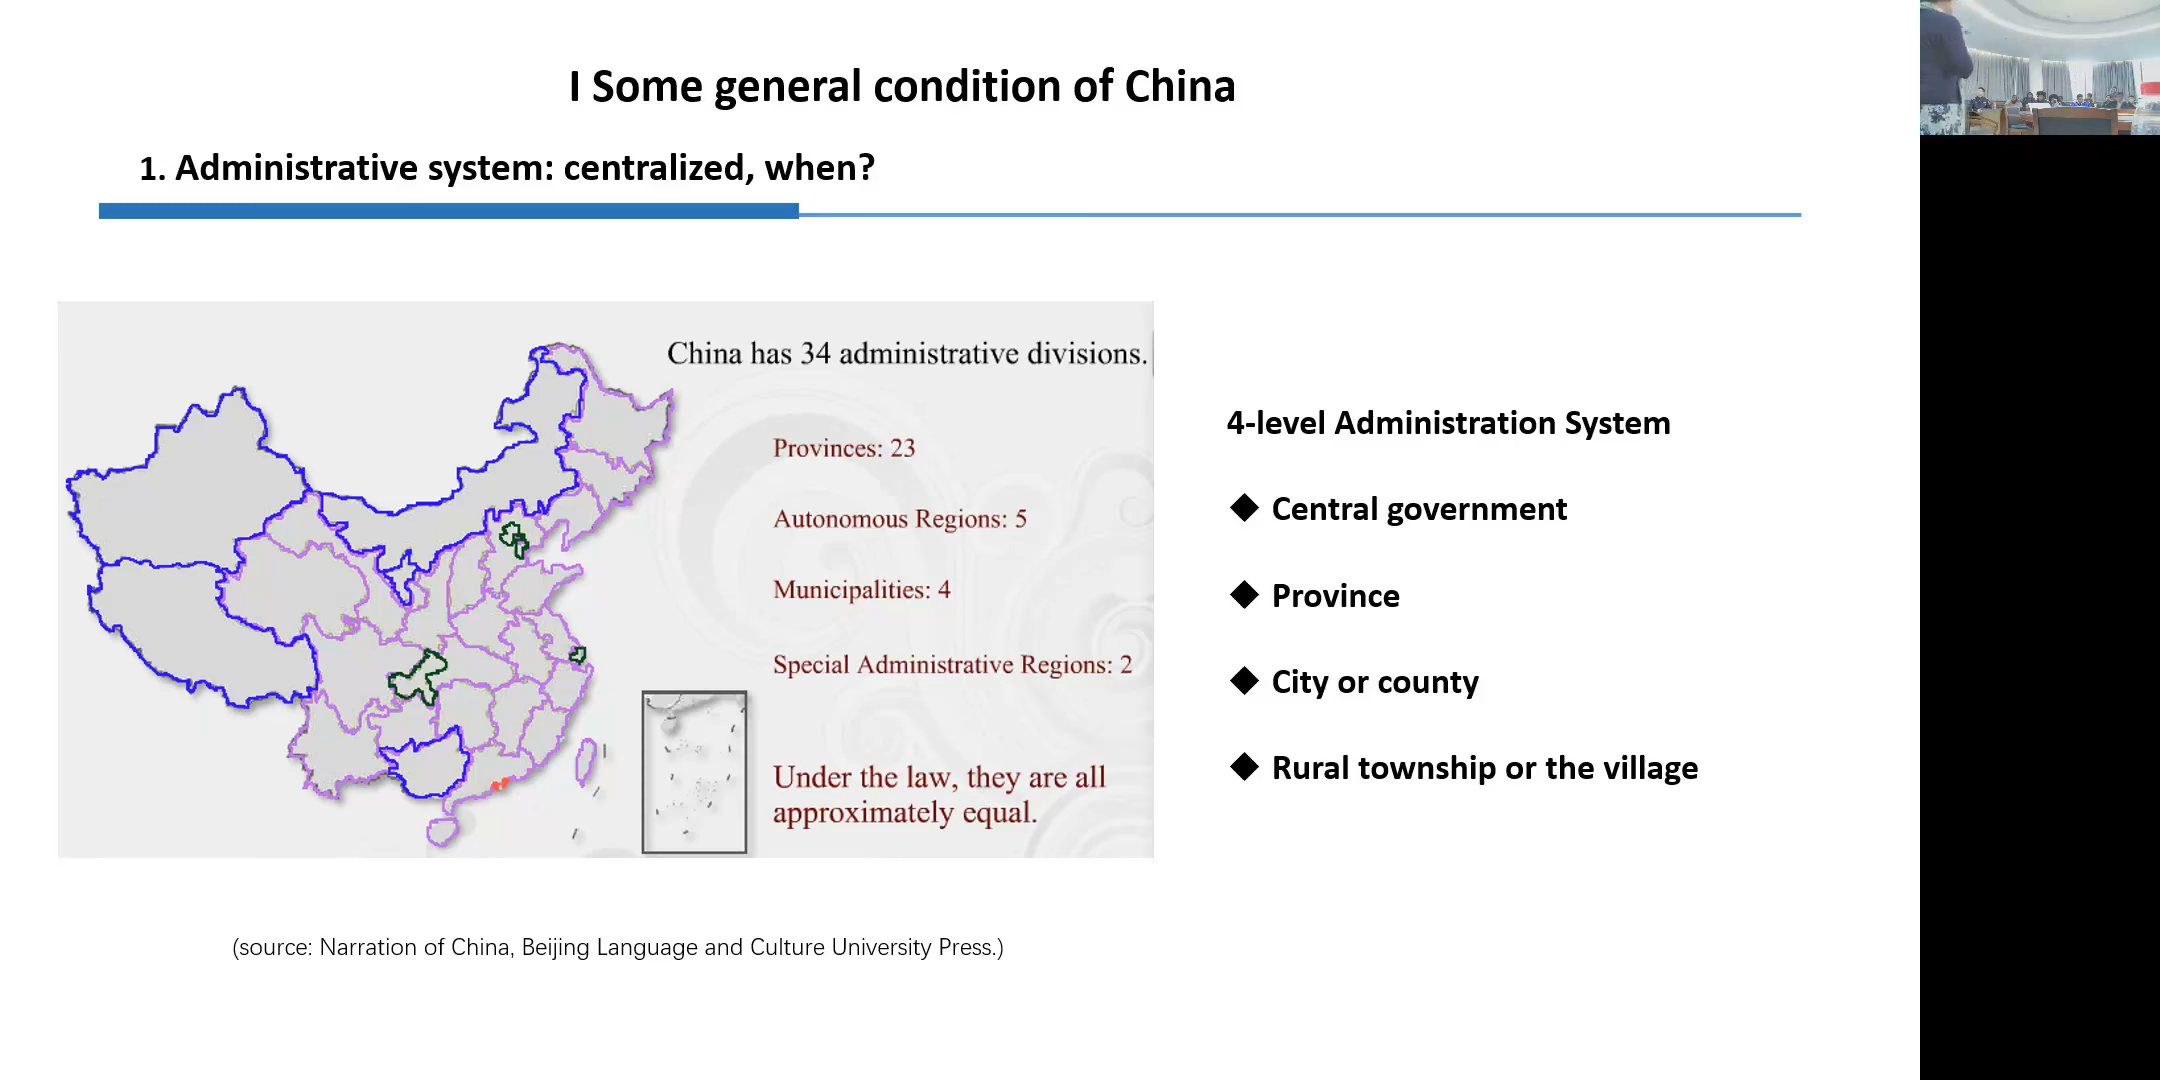 I Some general condition of China
1. Administrative system: centralized, when?
China has 34 administrative divisions.
Provinces: 23
Autonomous Regions: 5
Municipalities: 4
Special Administrative Regions: 2
Under the law, they are all
approximately equal.
4-level Administration System
◆ Central government
◆ Province
◆ City or county
◆ Rural township or the village
(source: Narration of China, Beijing Language and Culture University Press.)